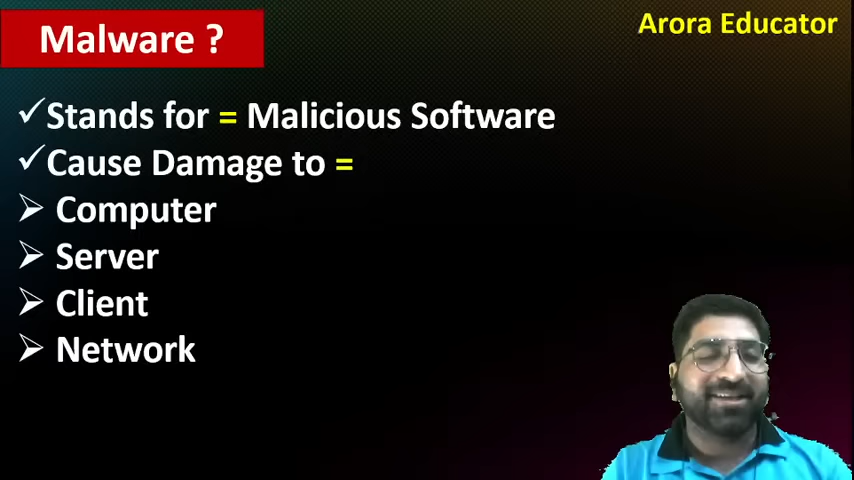 Malware ?
Arora Educator
✓Stands for = Malicious Software
✓Cause Damage to =
➢ Computer
➢ Server
➢ Client
➢ Network